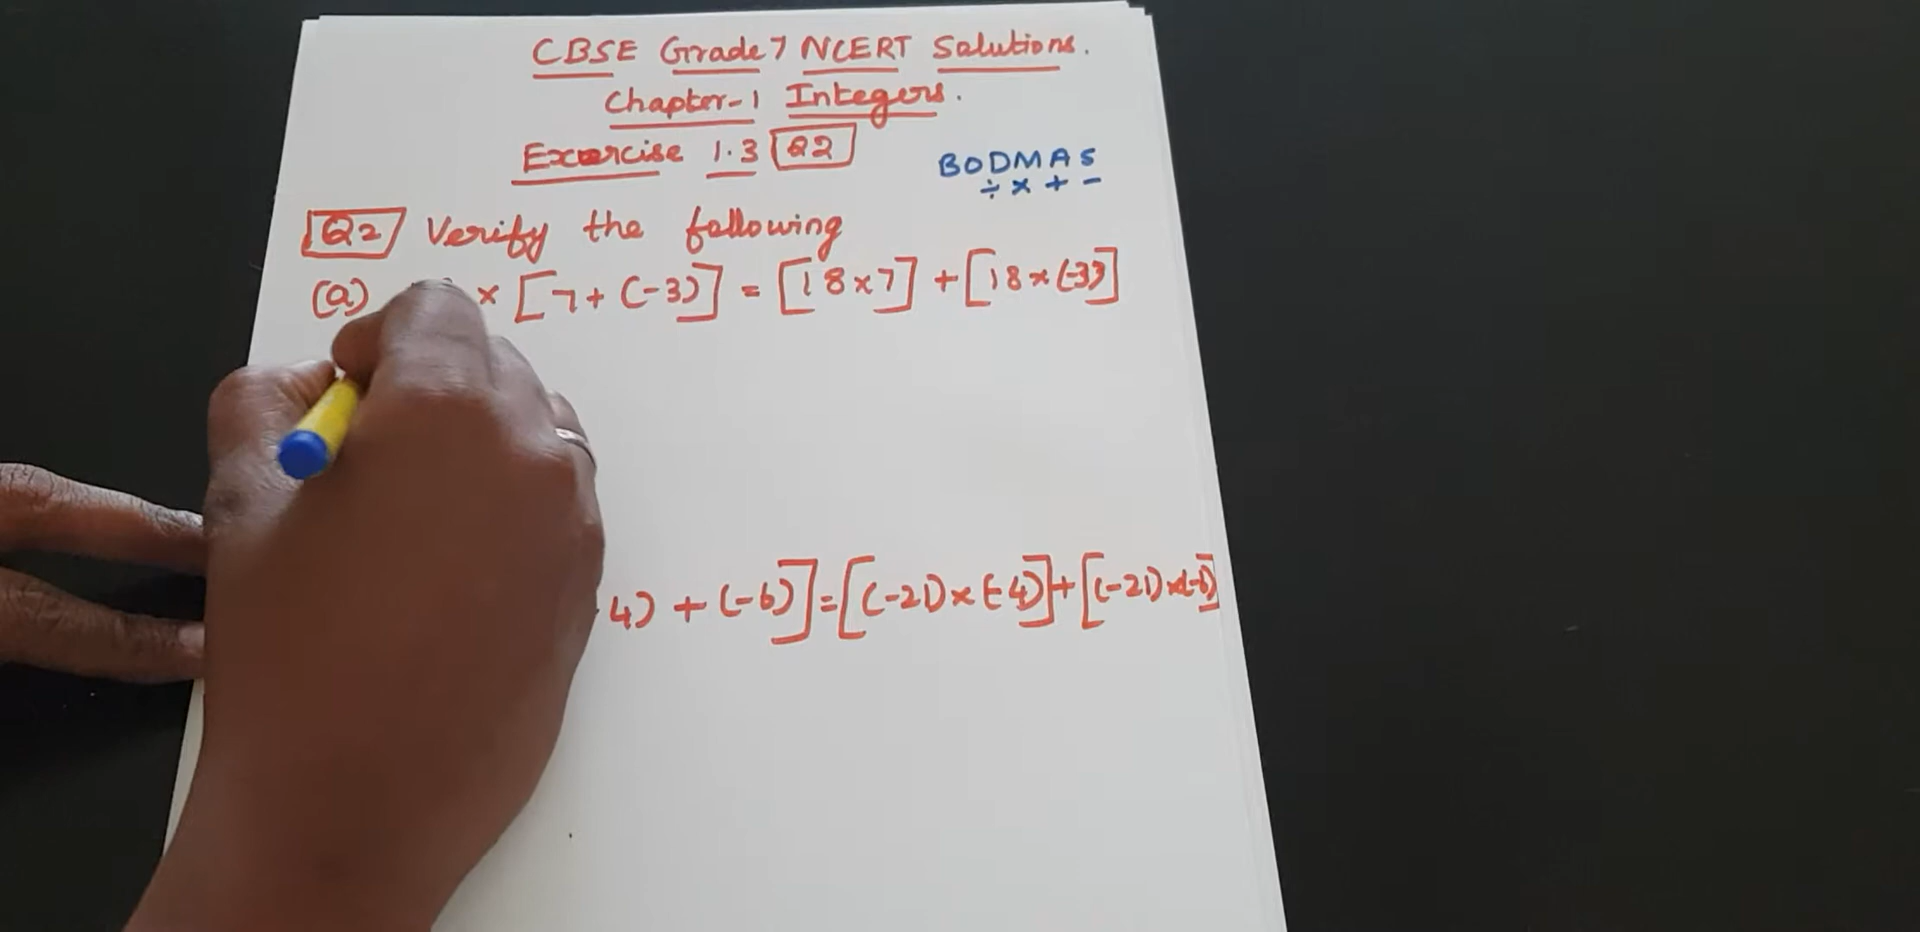 CBSE Grade 7 NCERT Solutions.
Chapter-1 Integers.
Exercise 1.3 Q2
BODMAS
÷ × + -
Q2 Verify the following
(a) × [7 + (-3)] = [18 × 7] + [18 × (-3)]
4) + (-6)] = [(-21) × (-4)] + [(-21) × (-6)]